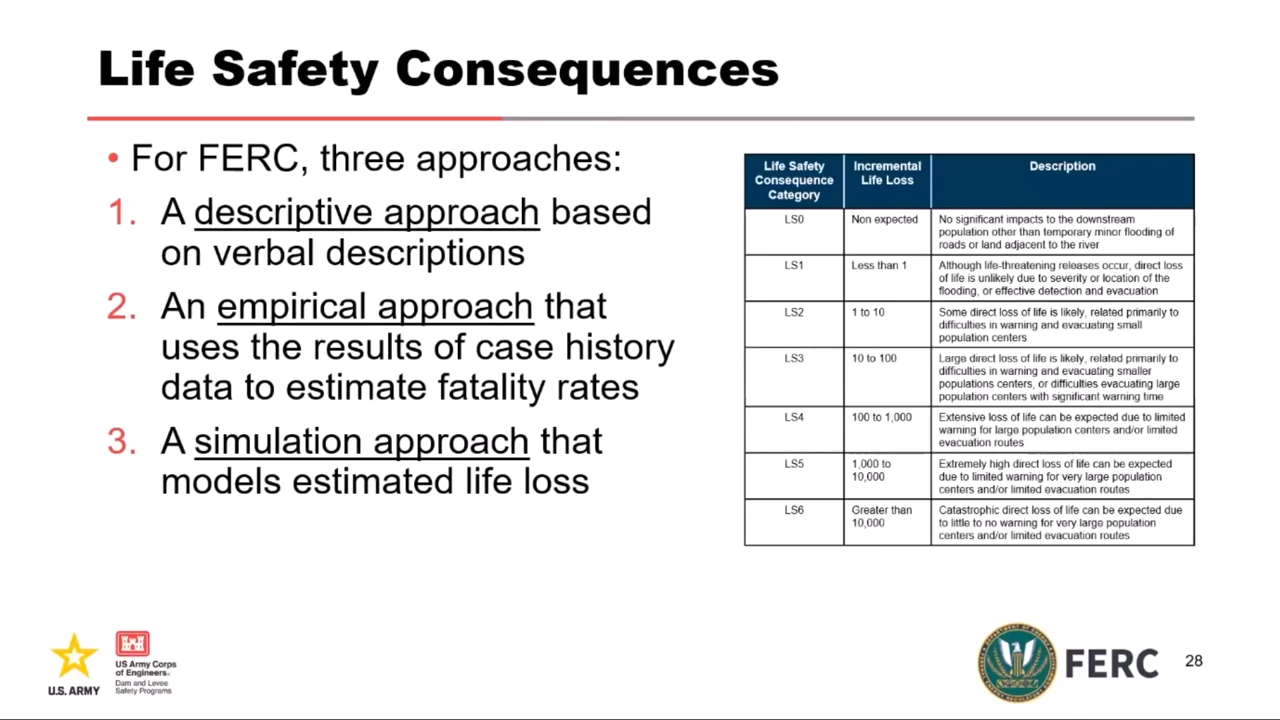 Life Safety Consequences
• For FERC, three approaches:
1. A descriptive approach based
on verbal descriptions
2. An empirical approach that
uses the results of case history
data to estimate fatality rates
3. A simulation approach that
models estimated life loss
Life Safety
Consequence
Category
Incremental
Life Loss
Description
LS0
Non expected
No significant impacts to the downstream
population other than temporary minor flooding of
roads or land adjacent to the river
LS1
Less than 1
Although life-threatening releases occur, direct loss
of life is unlikely due to severity or location of the
flooding, or effective detection and evacuation
LS2
1 to 10
Some direct loss of life is likely, related primarily to
difficulties in warning and evacuating small
population centers
LS3
10 to 100
Large direct loss of life is likely, related primarily to
difficulties in warning and evacuating smaller
populations centers, or difficulties evacuating large
population centers with significant warning time
LS4
100 to 1,000
Extensive loss of life can be expected due to limited
warning for large population centers and/or limited
evacuation routes
LS5
1,000 to
10,000
Extremely high direct loss of life can be expected
due to limited warning for very large population
centers and/or limited evacuation routes
LS6
Greater than
10,000
Catastrophic direct loss of life can be expected due
to little to no warning for very large population
centers and/or limited evacuation routes
U.S. ARMY
US Army Corps
of Engineers.
Dam and Levee
Safety Programs
FERC
28